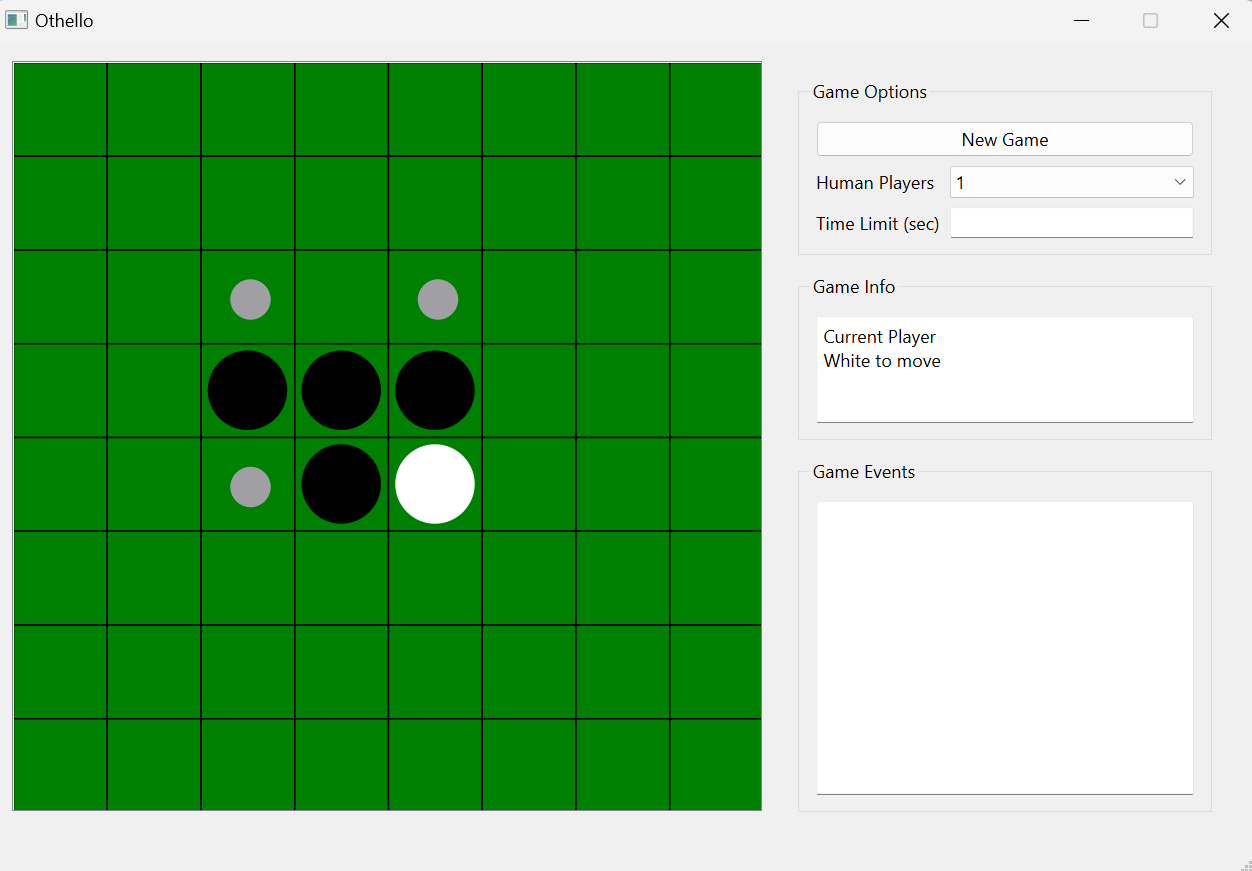 Othello
Game Options
New Game
Human Players 1
Time Limit (sec)
Game Info
Current Player
White to move
Game Events